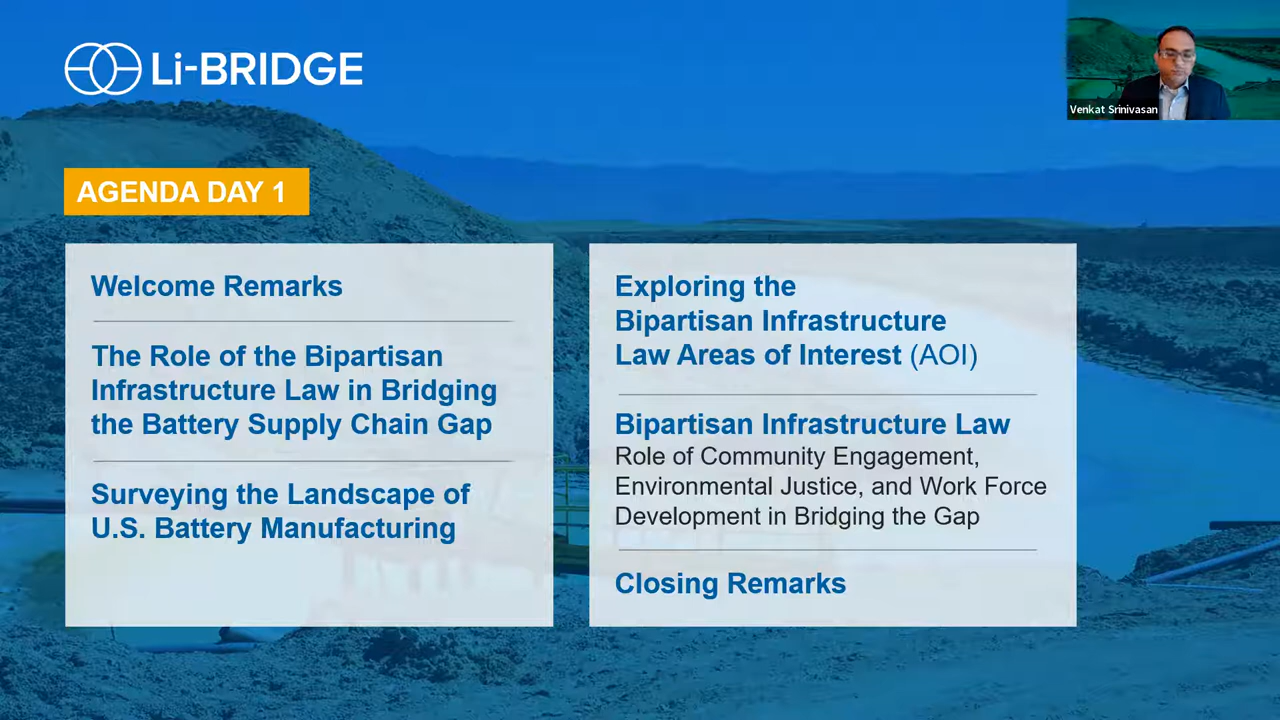 Li-BRIDGE
Venkat Srinivasan
AGENDA DAY 1
Welcome Remarks
The Role of the Bipartisan
Infrastructure Law in Bridging
the Battery Supply Chain Gap
Surveying the Landscape of
U.S. Battery Manufacturing
Exploring the
Bipartisan Infrastructure
Law Areas of Interest (AOI)
Bipartisan Infrastructure Law
Role of Community Engagement,
Environmental Justice, and Work Force
Development in Bridging the Gap
Closing Remarks